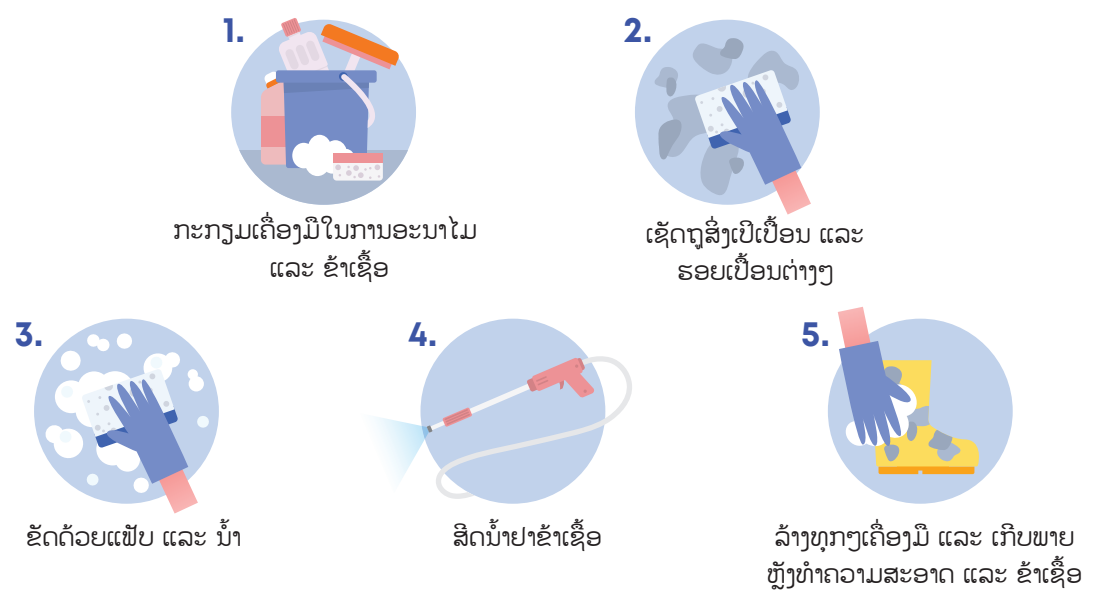 1.
ກະກຽມເຄື່ອງມືໃນການອະນາໄມ
ແລະ ຂ້າເຊື້ອ
2.
ເຊັດຖູສິ່ງເປິເປື້ອນ ແລະ
ຮອຍເປື້ອນຕ່າງໆ
3.
ຂັດດ້ວຍແຟັບ ແລະ ນໍ້າ
4.
ສີດນໍ້າຢາຂ້າເຊື້ອ
5.
ລ້າງທຸກໆເຄື່ອງມື ແລະ ເກີບພາຍ
ຫຼັງທໍາຄວາມສະອາດ ແລະ ຂ້າເຊື້ອ